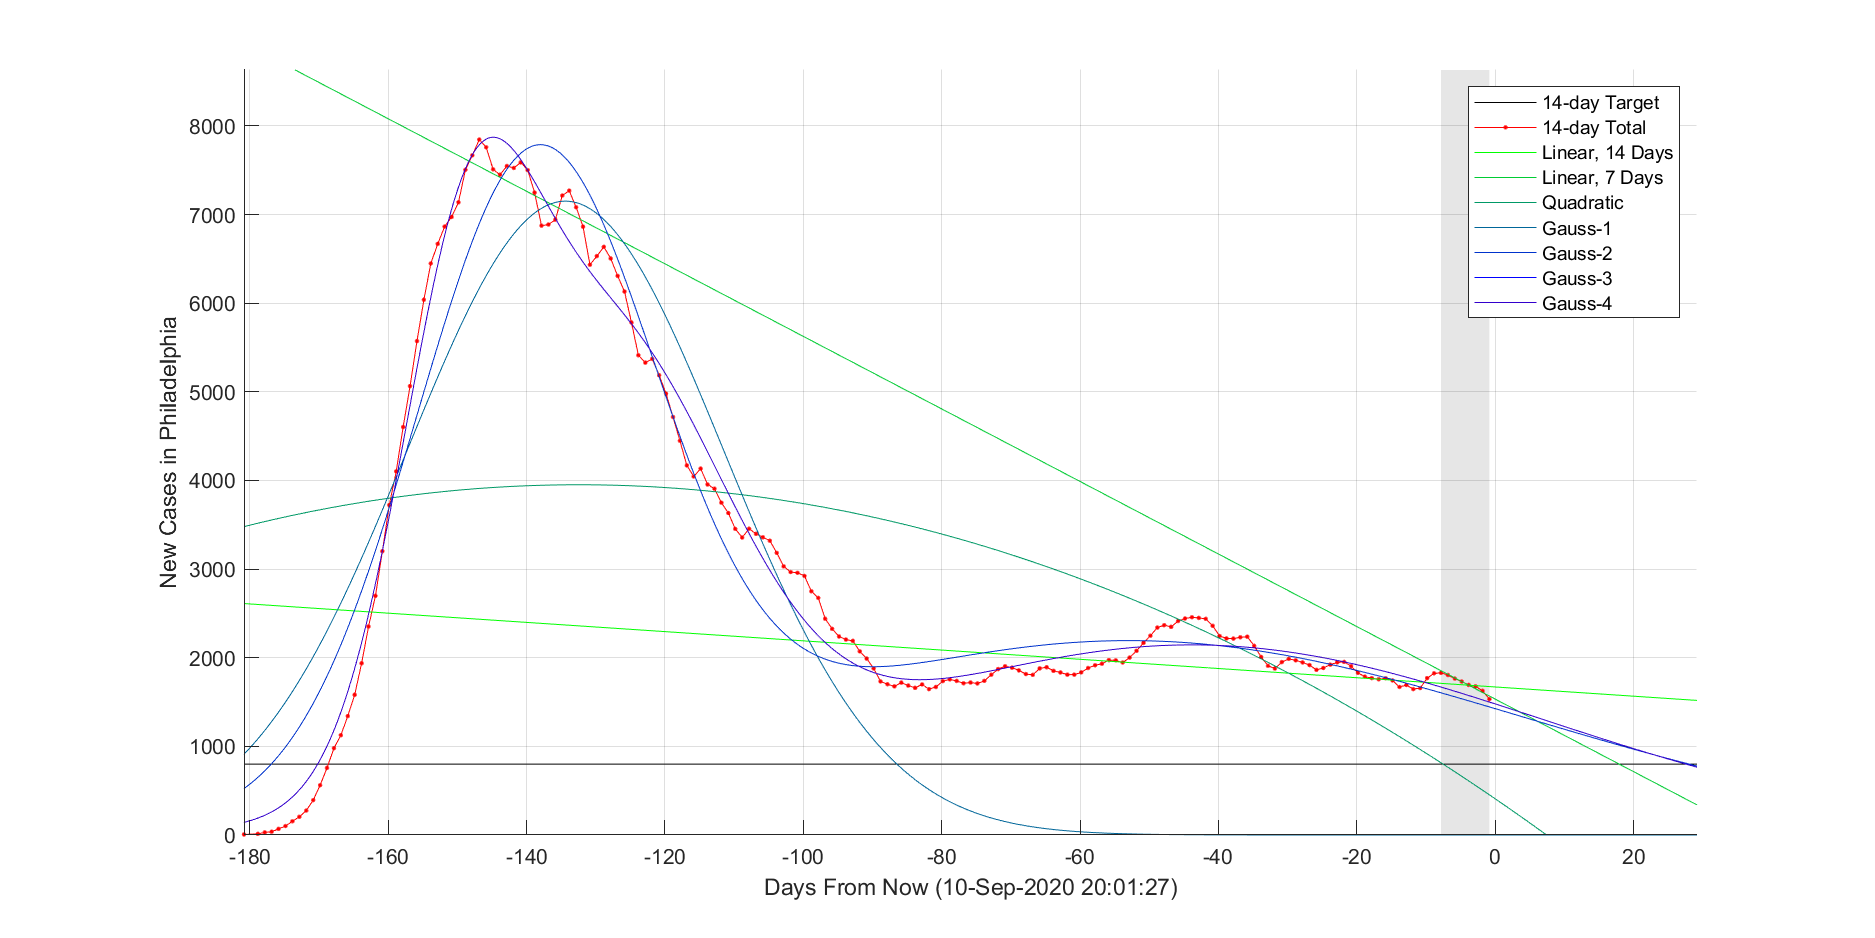 New Cases in Philadelphia
8000
7000
6000
5000
4000
3000
2000
1000
0
14-day Target
14-day Total
Linear, 14 Days
Linear, 7 Days
Quadratic
Gauss-1
Gauss-2
Gauss-3
Gauss-4
-180 -160 -140 -120 -100 -80 -60 -40 -20 0 20
Days From Now (10-Sep-2020 20:01:27)